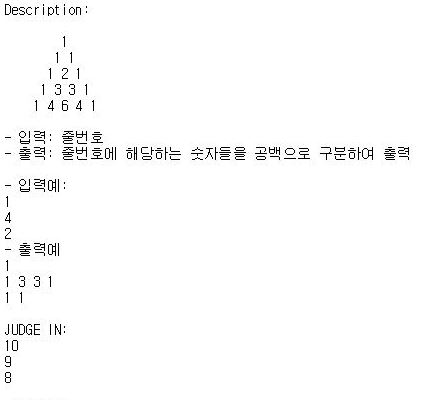 Description:
1
1 1
1 2 1
1 3 3 1
1 4 6 4 1
- 입력: 줄번호
- 출력: 줄번호에 해당하는 숫자들을 공백으로 구분하여 출력
- 입력예:
1
4
2
- 출력예
1
1 3 3 1
1 1
JUDGE IN:
10
9
8